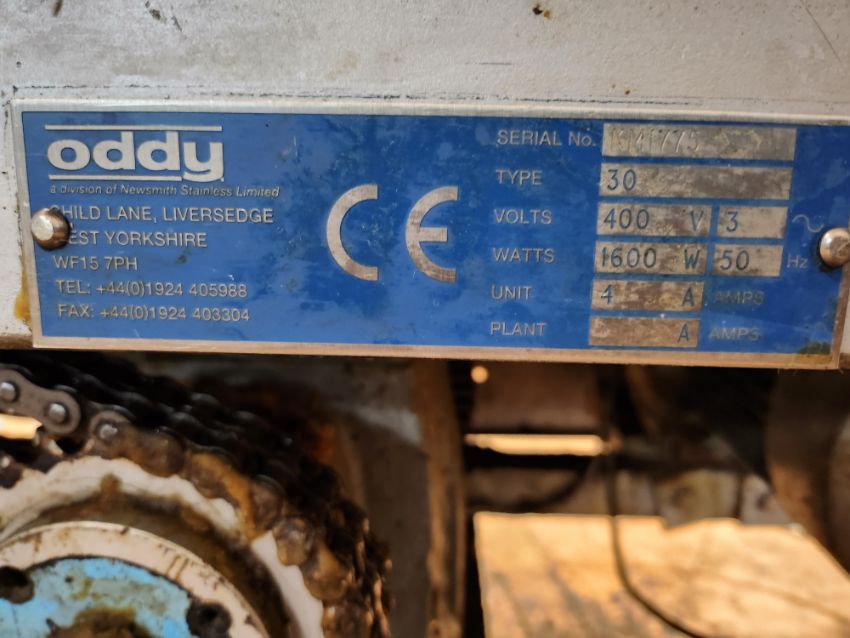 oddy
a division of Newsmith Stainless Limited
CHILD LANE, LIVERSEDGE
WEST YORKSHIRE
WF15 7PH
TEL: +44(0)1924 405988
FAX: +44(0)1924 403304
CE
SERIAL No.
TYPE 30
VOLTS 400 V 3 ~
WATTS 1600 W 50 Hz
UNIT 4 A AMPS
PLANT A AMPS